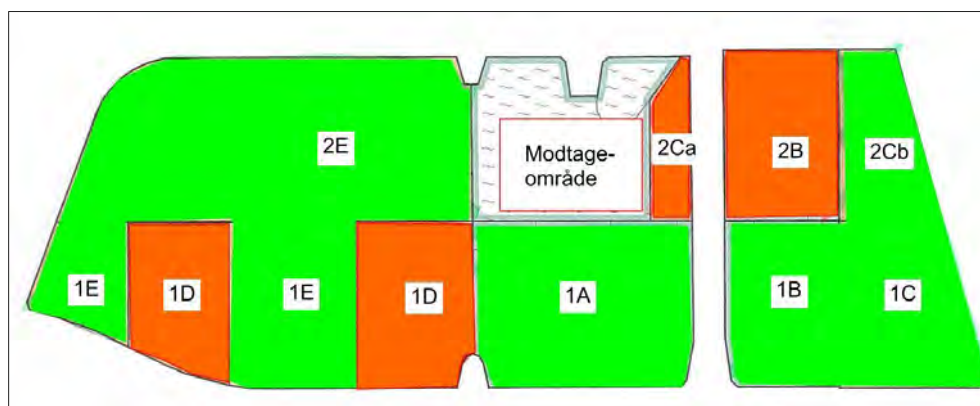 2E
Modtage-
område
2Ca
2B
2Cb
1E
1D
1E
1D
1A
1B
1C